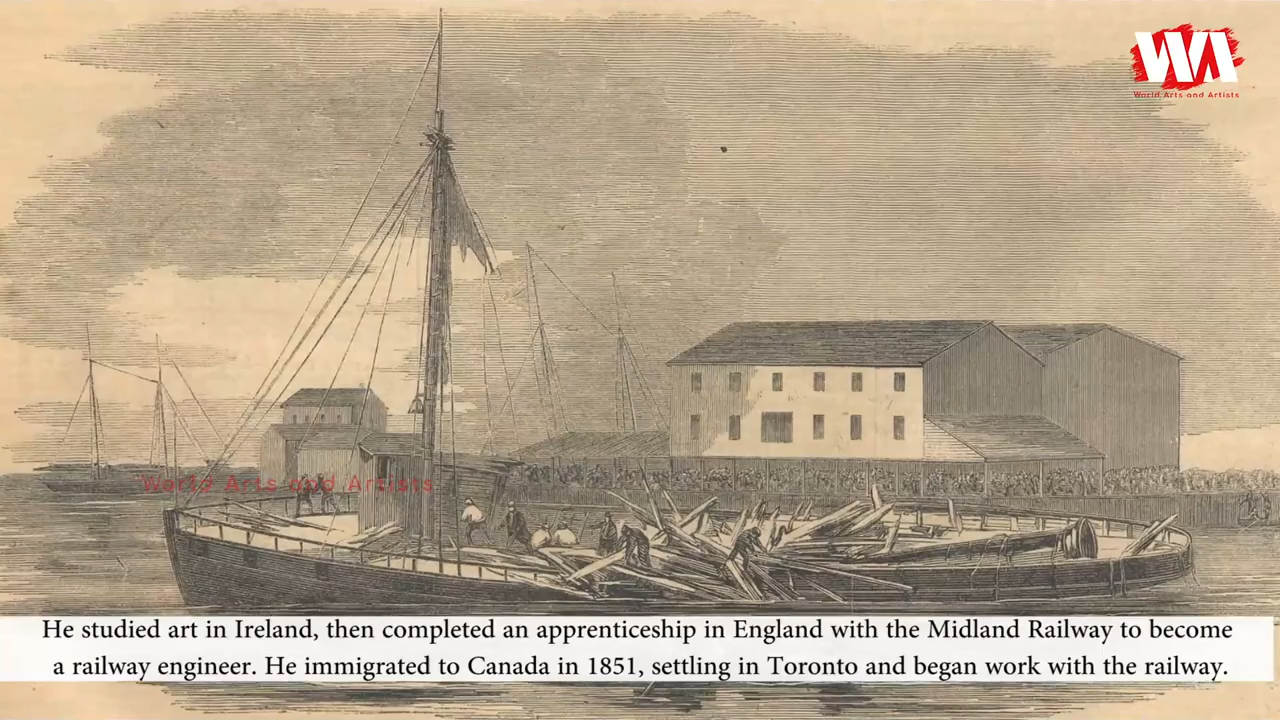 WA
World Arts and Artists
World Arts and Artists
He studied art in Ireland, then completed an apprenticeship in England with the Midland Railway to become
a railway engineer. He immigrated to Canada in 1851, settling in Toronto and began work with the railway.